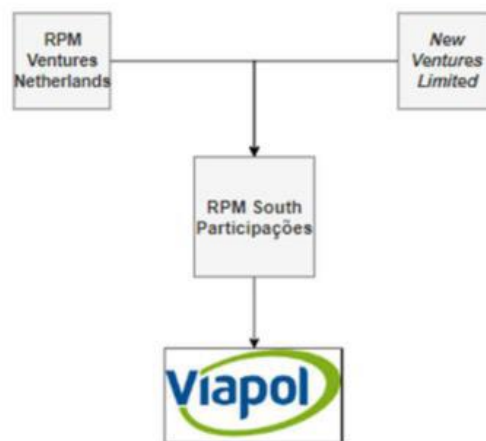 RPM
Ventures
Netherlands
New
Ventures
Limited
RPM South
Participações
Viapol